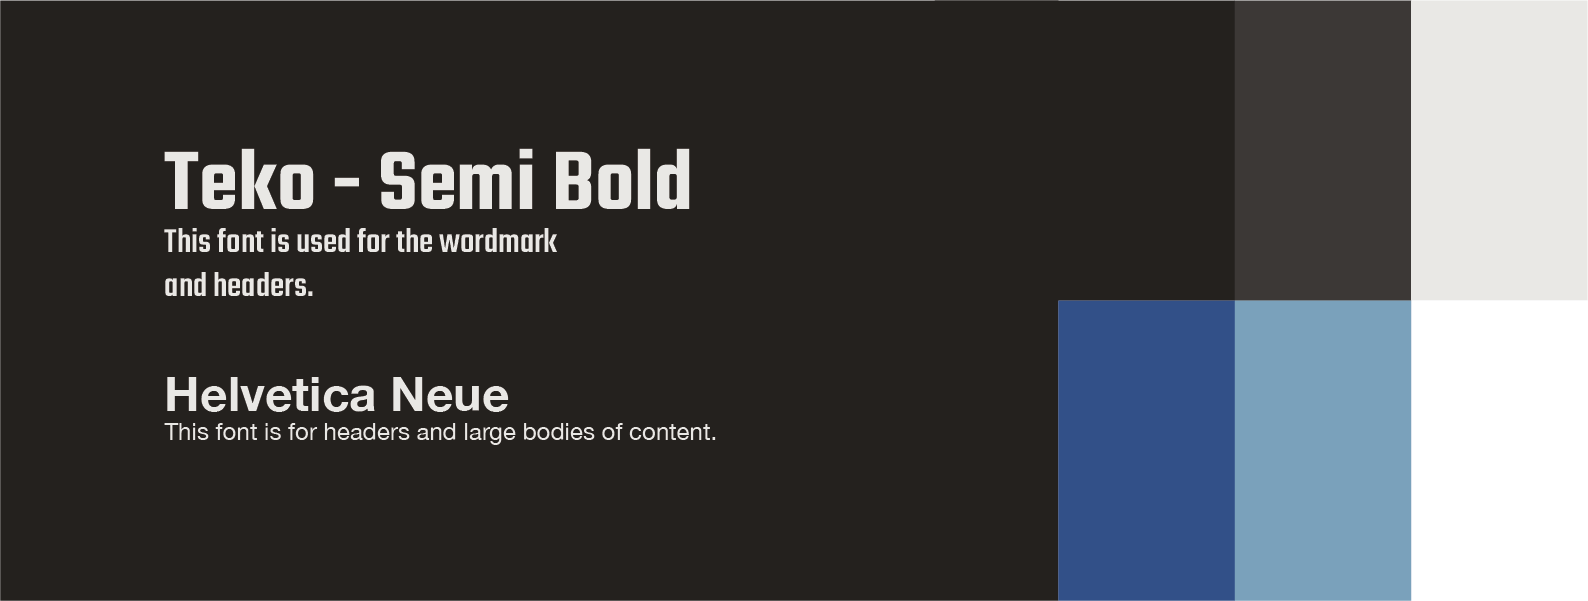 Teko - Semi Bold
This font is used for the wordmark
and headers.
Helvetica Neue
This font is for headers and large bodies of content.